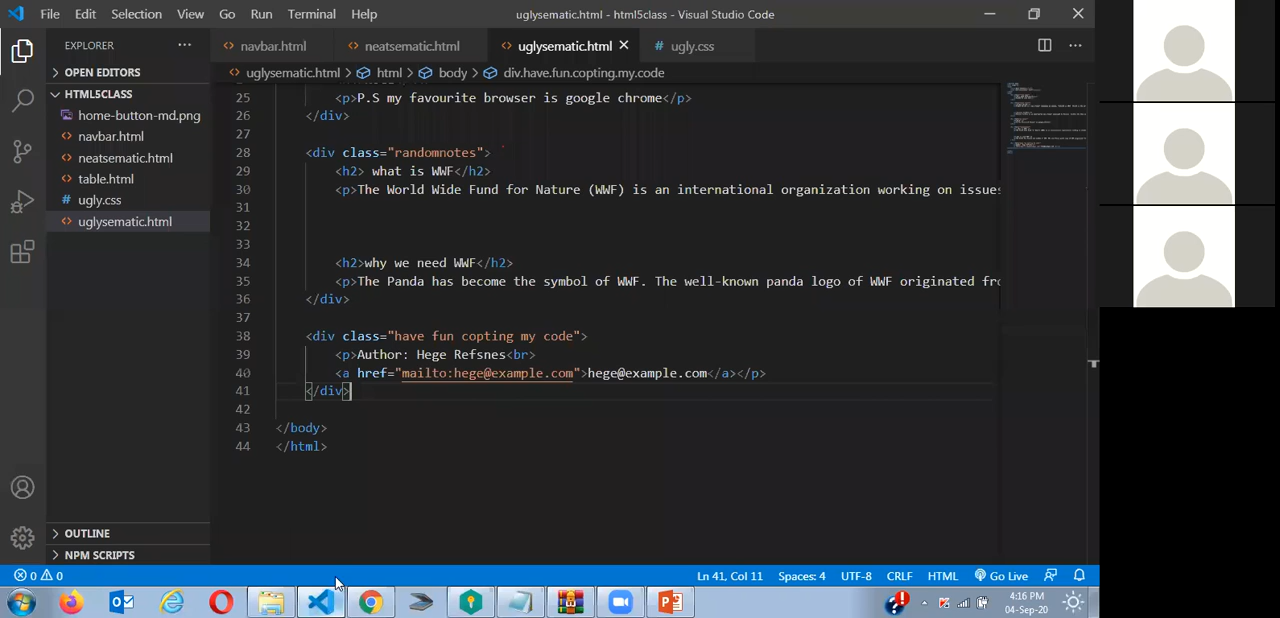 File Edit Selection View Go Run Terminal Help uglysematic.html - html5class - Visual Studio Code
EXPLORER
navbar.html neatsematic.html uglysematic.html # ugly.css
OPEN EDITORS
uglysematic.html > html > body > div.have.fun.copting.my.code
HTML5CLASS
home-button-md.png
navbar.html
neatsematic.html
table.html
# ugly.css
uglysematic.html
OUTLINE
NPM SCRIPTS
25 <p>P.S my favourite browser is google chrome</p>
26 </div>
27
28 <div class="randomnotes">
29 <h2> what is WWF</h2>
30 <p>The World Wide Fund for Nature (WWF) is an international organization working on issues
31
32
33
34 <h2>why we need WWF</h2>
35 <p>The Panda has become the symbol of WWF. The well-known panda logo of WWF originated fro
36 </div>
37
38 <div class="have fun copting my code">
39 <p>Author: Hege Refsnes<br>
40 <a href="mailto:hege@example.com">hege@example.com</a></p>
41 </div>
42
43 </body>
44 </html>
0 0 Ln 41, Col 11 Spaces: 4 UTF-8 CRLF HTML Go Live
4:16 PM
04-Sep-20